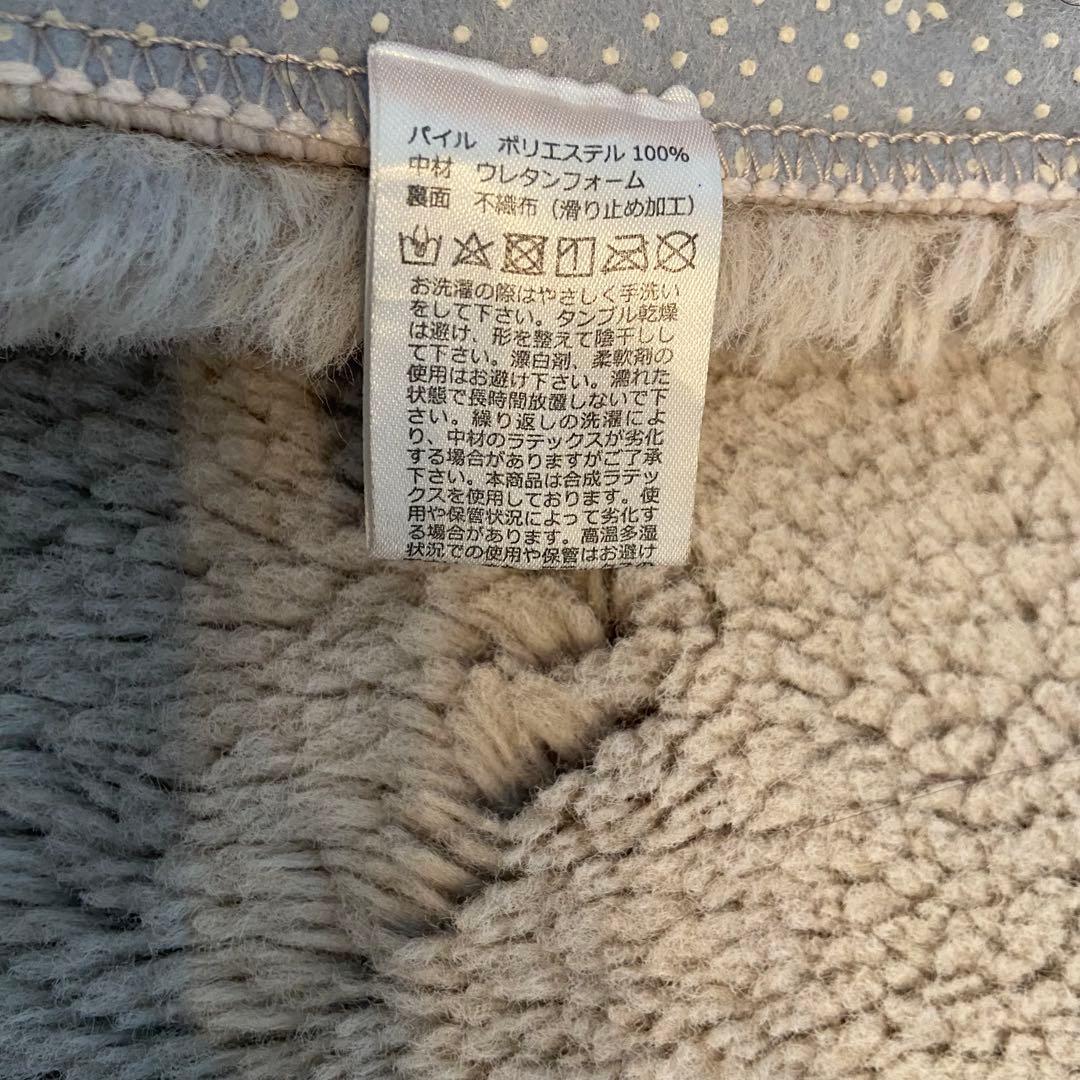 パイル ポリエステル 100%
中材 ウレタンフォーム
裏面 不織布（滑り止め加工）
お洗濯の際はやさしく手洗い
をして下さい。タンブル乾燥
は避け、形を整えて陰干しし
て下さい。漂白剤、柔軟剤の
使用はお避け下さい。濡れた
状態で長時間放置しないで下
さい。繰り返しの洗濯によ
り、中材のラテックスが劣化
する場合がありますがご了承
下さい。本商品は合成ラテッ
クスを使用しております。使
用や保管状況によって劣化す
る場合があります。高温多湿
状況での使用や保管はお避け